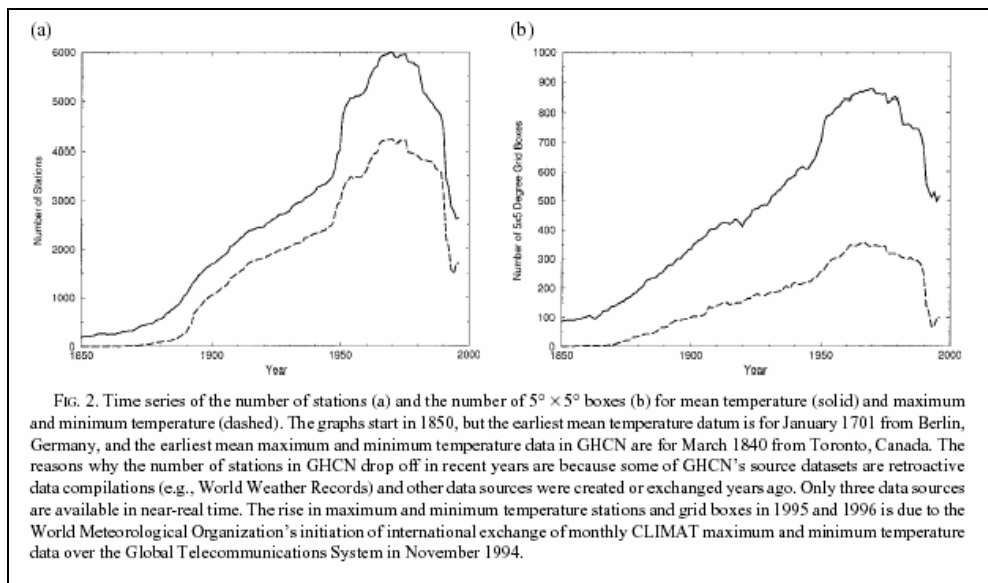 (a)
6000
5000
4000
3000
2000
1000
0
1850
1900
1950
2000
Number of Stations
Year
(b)
1000
900
800
700
600
500
400
300
200
100
0
1850
1900
1950
2000
Number of 5x5 Degree Grid Boxes
Year
FIG. 2. Time series of the number of stations (a) and the number of 5° × 5° boxes (b) for mean temperature (solid) and maximum
and minimum temperature (dashed). The graphs start in 1850, but the earliest mean temperature datum is for January 1701 from Berlin,
Germany, and the earliest mean maximum and minimum temperature data in GHCN are for March 1840 from Toronto, Canada. The
reasons why the number of stations in GHCN drop off in recent years are because some of GHCN's source datasets are retroactive
data compilations (e.g., World Weather Records) and other data sources were created or exchanged years ago. Only three data sources
are available in near-real time. The rise in maximum and minimum temperature stations and grid boxes in 1995 and 1996 is due to the
World Meteorological Organization's initiation of international exchange of monthly CLIMAT maximum and minimum temperature
data over the Global Telecommunications System in November 1994.